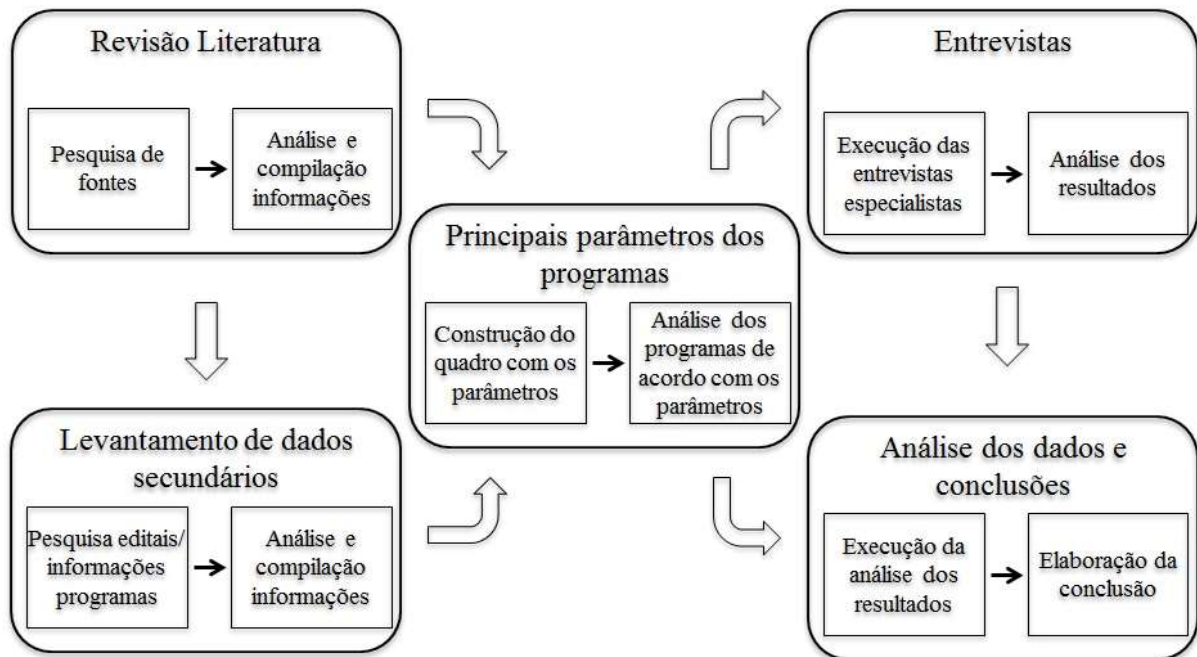 Revisão Literatura
Pesquisa de
fontes
Análise e
compilação
informações
Levantamento de dados
secundários
Pesquisa editais/
informações
programas
Análise e
compilação
informações
Principais parâmetros dos
programas
Construção do
quadro com os
parâmetros
Análise dos
programas de
acordo com os
parâmetros
Entrevistas
Execução das
entrevistas
especialistas
Análise dos
resultados
Análise dos dados e
conclusões
Execução da
análise dos
resultados
Elaboração da
conclusão